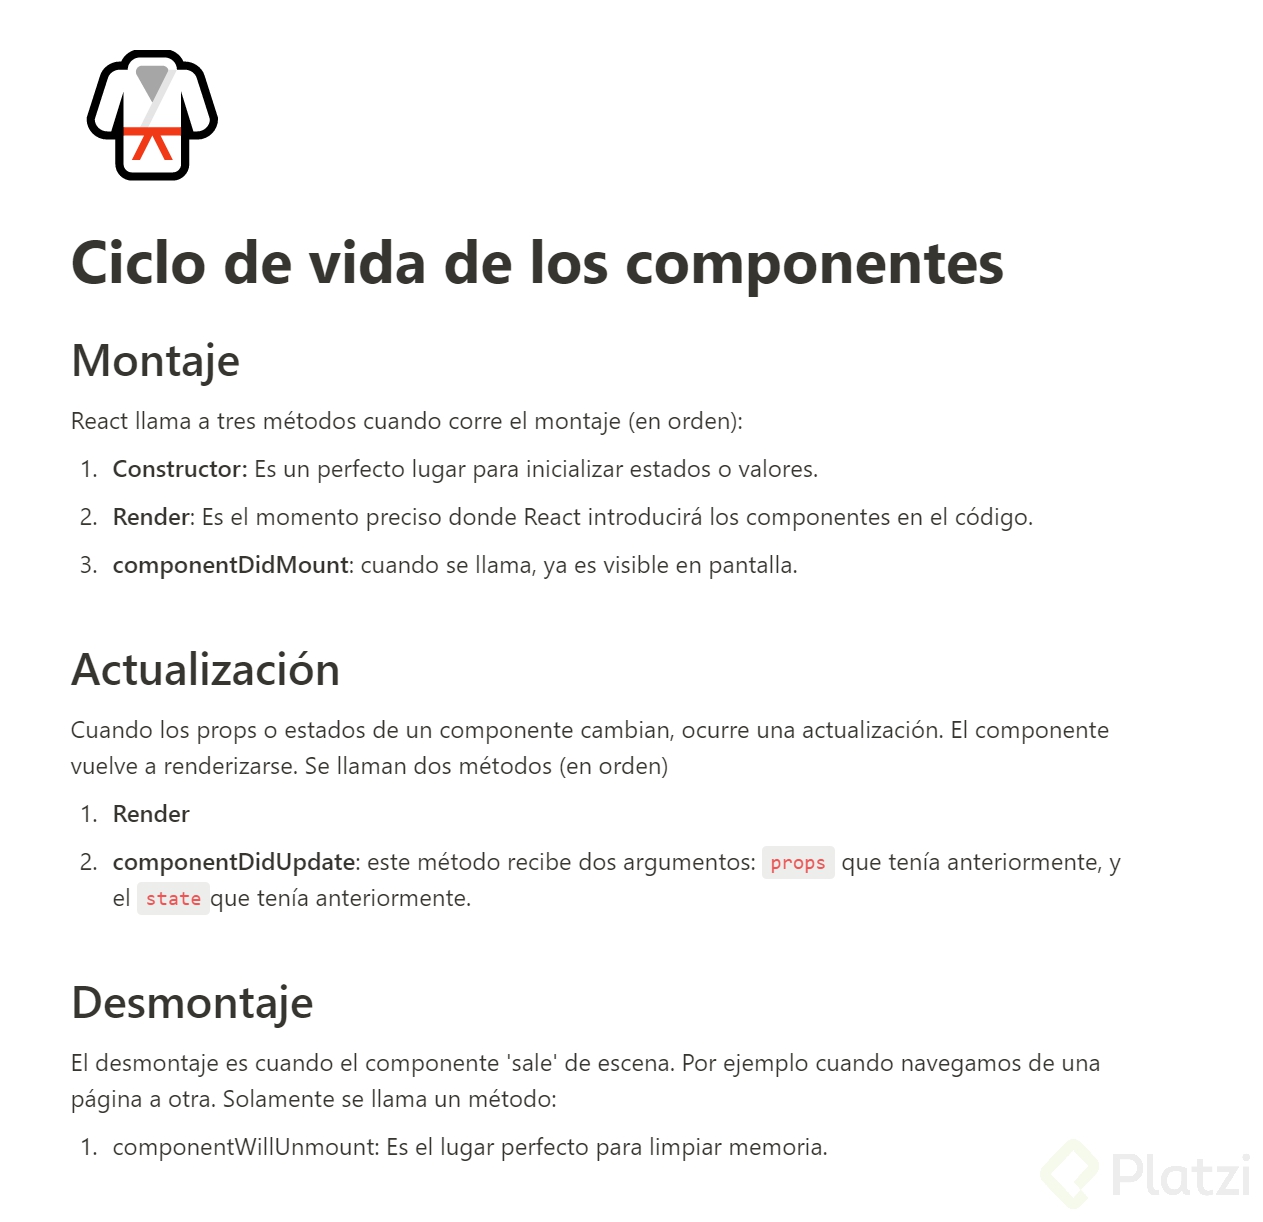 Ciclo de vida de los componentes
Montaje
React llama a tres métodos cuando corre el montaje (en orden):
1. Constructor: Es un perfecto lugar para inicializar estados o valores.
2. Render: Es el momento preciso donde React introducirá los componentes en el código.
3. componentDidMount: cuando se llama, ya es visible en pantalla.
Actualización
Cuando los props o estados de un componente cambian, ocurre una actualización. El componente
vuelve a renderizarse. Se llaman dos métodos (en orden)
1. Render
2. componentDidUpdate: este método recibe dos argumentos: props que tenía anteriormente, y
el state que tenía anteriormente.
Desmontaje
El desmontaje es cuando el componente 'sale' de escena. Por ejemplo cuando navegamos de una
página a otra. Solamente se llama un método:
1. componentWillUnmount: Es el lugar perfecto para limpiar memoria.
Platzi